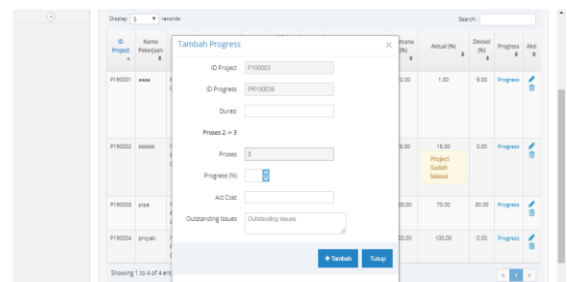 Display 5 records
Search:
ID Project
Nama Pekerjaan
(%)
Aktual (%)
Deviasi (%)
Progress
Aksi
P190001 aaaa
1.00 9.00 Progress
P190002 bbbbb
0.00 Progress
Project Sudah Selesai
P190003 pipa
70.00 30.00 Progress
P190004 proyek
100.00 0.00 Progress
Showing 1 to 4 of 4
1
Tambah Progress
ID Project P190003
ID Progress
Durasi
Proses 2 -> 3
Proses 3
Progress (%)
Act Cost
Outstanding Issues Outstanding Issues
+ Tambah Tutup